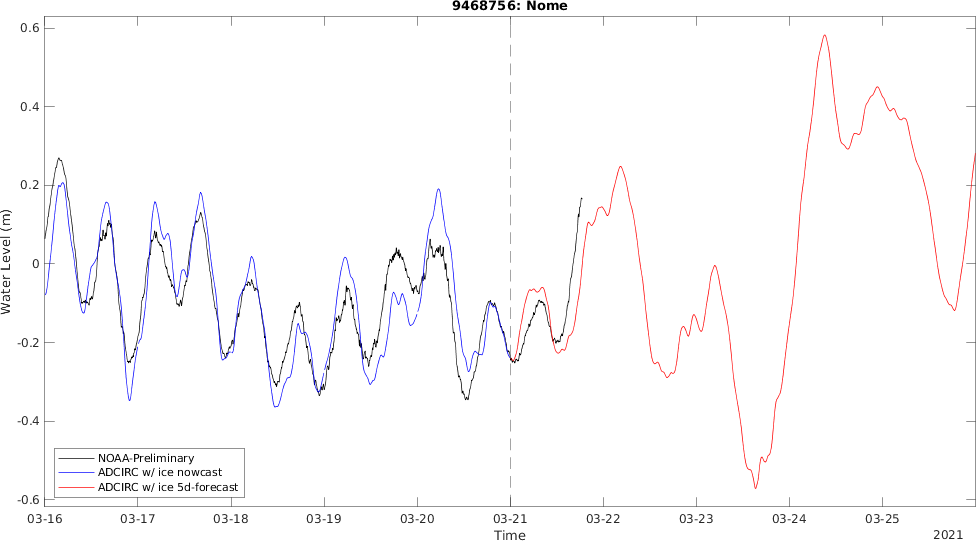 9468756: Nome
0.6
0.4
0.2
0
-0.2
-0.4
-0.6
Water Level (m)
NOAA-Preliminary
ADCIRC w/ ice nowcast
ADCIRC w/ ice 5d-forecast
03-16 03-17 03-18 03-19 03-20 03-21 03-22 03-23 03-24 03-25
Time
2021